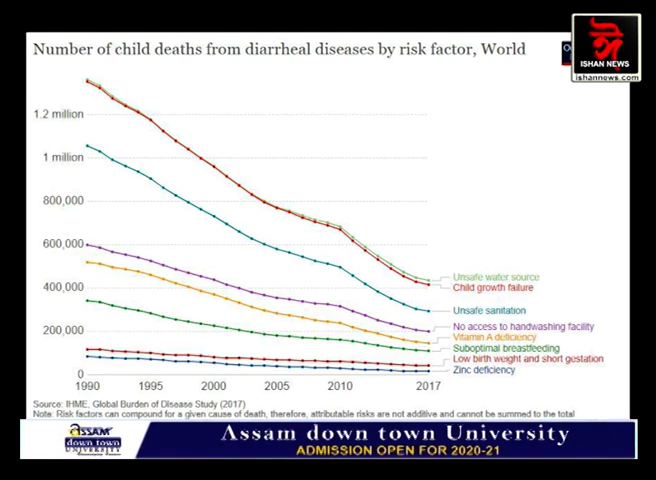 Number of child deaths from diarrheal diseases by risk factor, World
ISHAN NEWS
ishannews.com
1.2 million
1 million
800,000
600,000
400,000
200,000
0
1990
1995
2000
2005
2010
2017
Unsafe water source
Child growth failure
Unsafe sanitation
No access to handwashing facility
Vitamin A deficiency
Suboptimal breastfeeding
Low birth weight and short gestation
Zinc deficiency
Source: IHME, Global Burden of Disease Study (2017)
Note: Risk factors can compound for a given cause of death, therefore, attributable risks are not additive and cannot be summed to the total
ASSAM
down town
UNIVERSITY
Assam down town University
ADMISSION OPEN FOR 2020-21